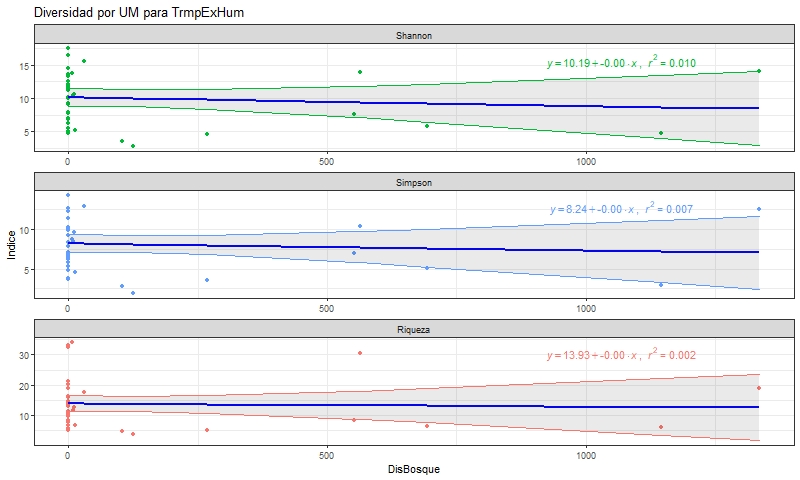 Diversidad por UM para TrmpExHum
Shannon
y = 10.19 + -0.00 · x , r² = 0.010
15
10
5
0 500 1000
Simpson
y = 8.24 + -0.00 · x , r² = 0.007
10
5
0 500 1000
Indice
Riqueza
y = 13.93 + -0.00 · x , r² = 0.002
30
20
10
0 500 1000
DisBosque